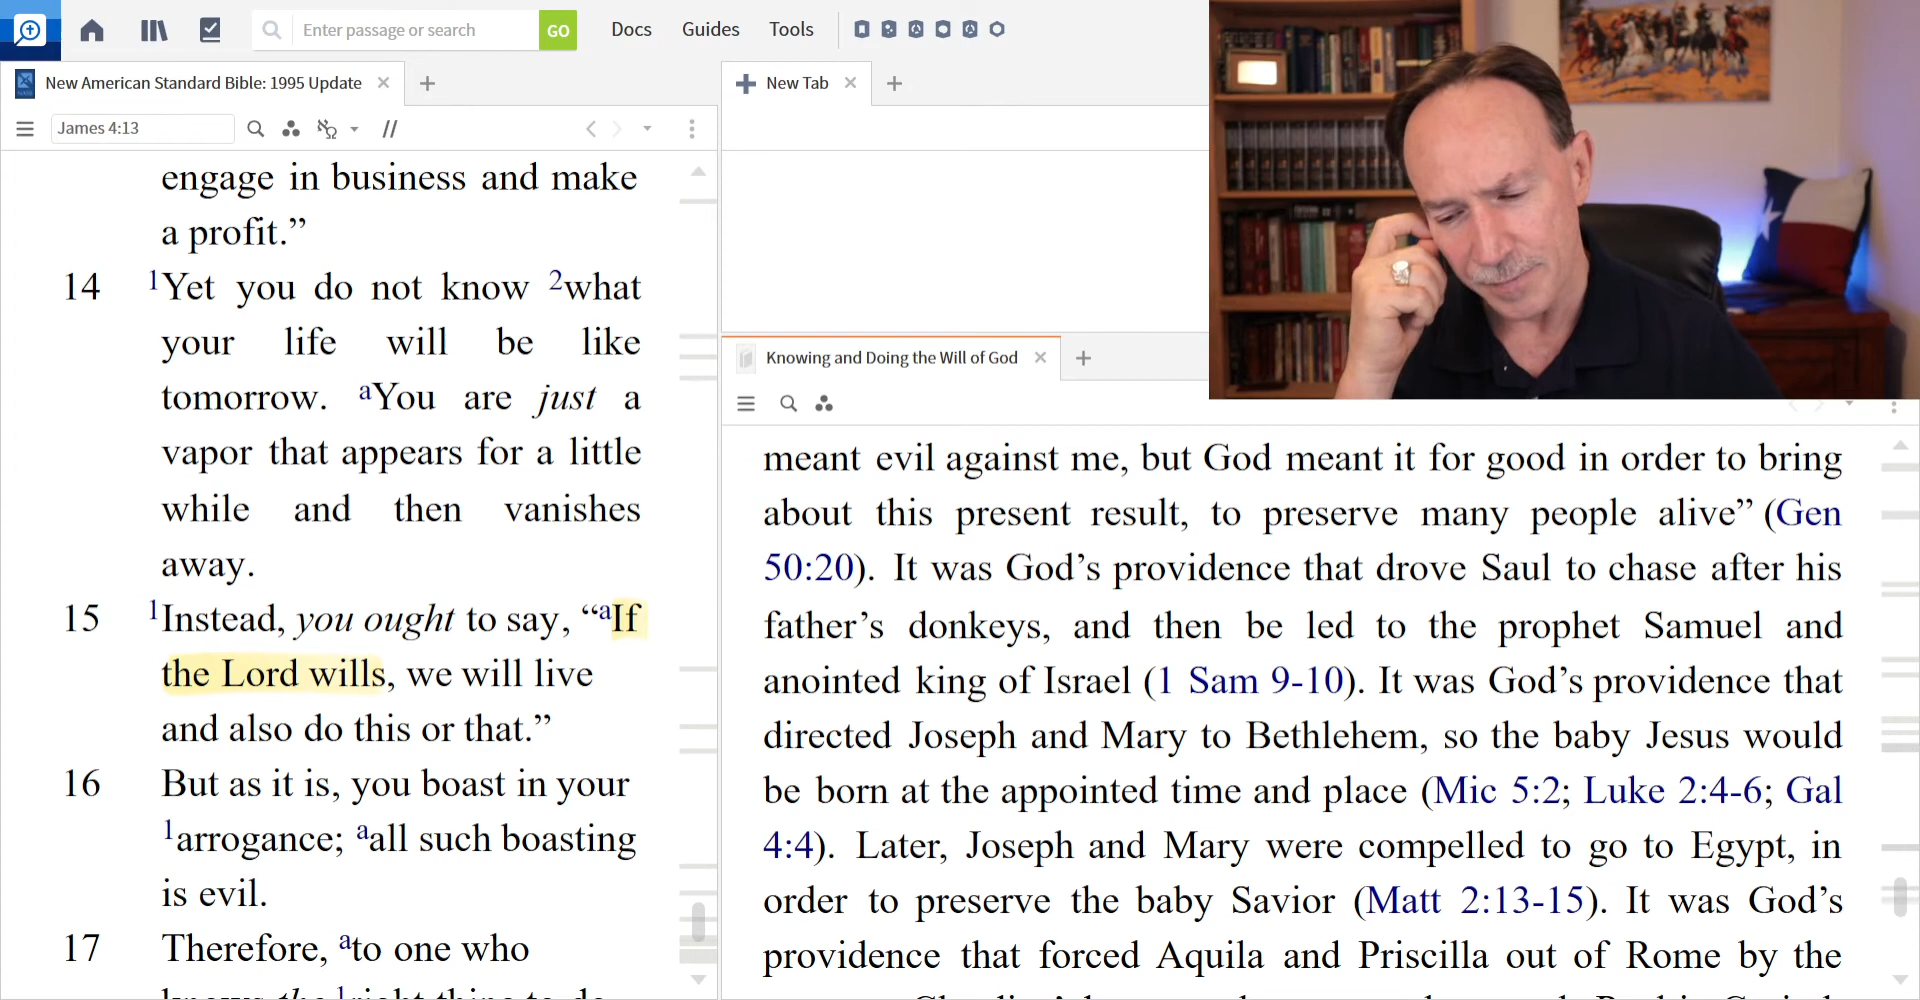 Enter passage or search
GO
Docs
Guides
Tools
New American Standard Bible: 1995 Update
New Tab
James 4:13
engage in business and make
a profit.”
14 1Yet you do not know 2what
your life will be like
tomorrow. aYou are just a
vapor that appears for a little
while and then vanishes
away.
15 1Instead, you ought to say, “aIf
the Lord wills, we will live
and also do this or that.”
16 But as it is, you boast in your
1arrogance; aall such boasting
is evil.
17 Therefore, ato one who
knows the 1right thing to do
Knowing and Doing the Will of God
meant evil against me, but God meant it for good in order to bring
about this present result, to preserve many people alive” (Gen
50:20). It was God’s providence that drove Saul to chase after his
father’s donkeys, and then be led to the prophet Samuel and
anointed king of Israel (1 Sam 9-10). It was God’s providence that
directed Joseph and Mary to Bethlehem, so the baby Jesus would
be born at the appointed time and place (Mic 5:2; Luke 2:4-6; Gal
4:4). Later, Joseph and Mary were compelled to go to Egypt, in
order to preserve the baby Savior (Matt 2:13-15). It was God’s
providence that forced Aquila and Priscilla out of Rome by the